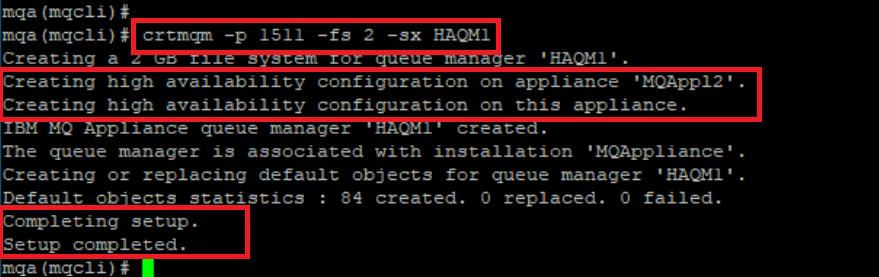 mqa(mqcli)#
mqa(mqcli)# crtmqm -p 1511 -fs 2 -sx HAQM1
Creating a 2 GB file system for queue manager 'HAQM1'.
Creating high availability configuration on appliance 'MQAppl2'.
Creating high availability configuration on this appliance.
IBM MQ Appliance queue manager 'HAQM1' created.
The queue manager is associated with installation 'MQAppliance'.
Creating or replacing default objects for queue manager 'HAQM1'.
Default objects statistics : 84 created. 0 replaced. 0 failed.
Completing setup.
Setup completed.
mqa(mqcli)#